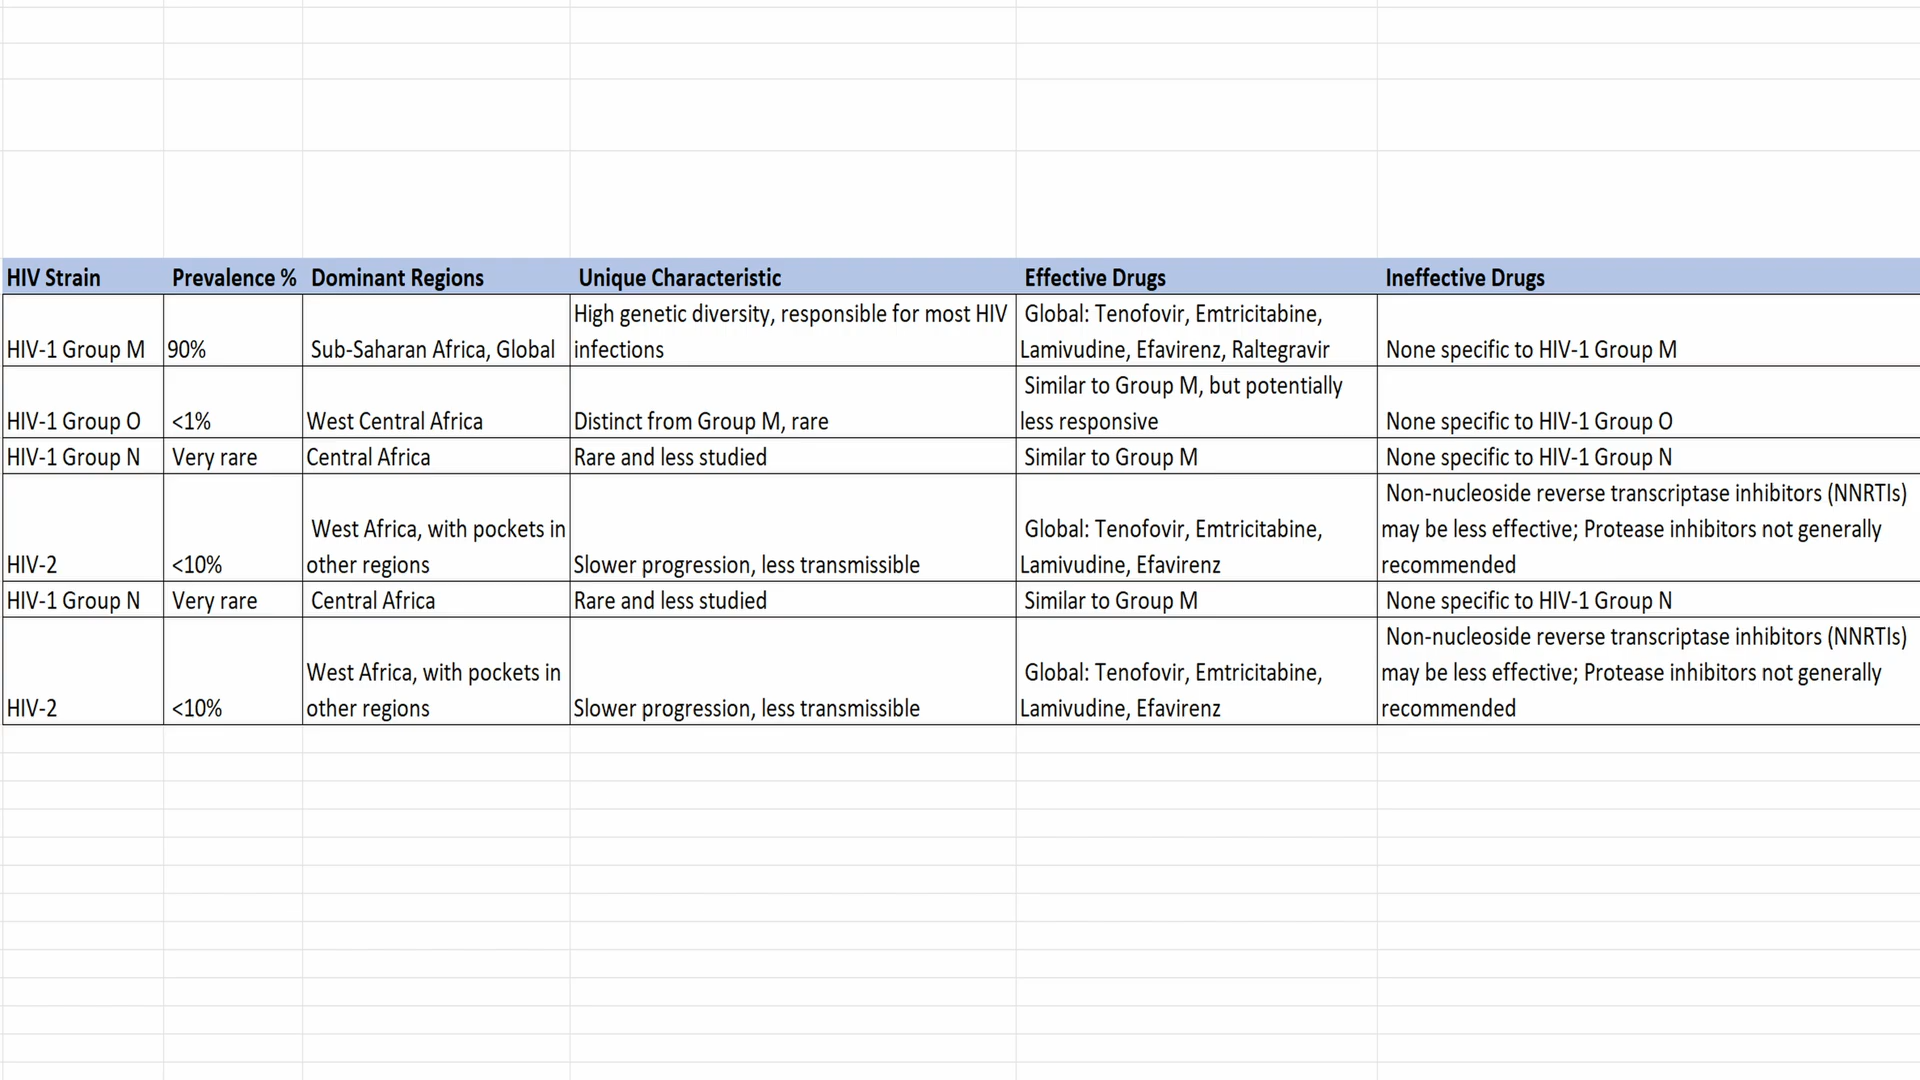 HIV Strain Prevalence % Dominant Regions Unique Characteristic Effective Drugs Ineffective Drugs
HIV-1 Group M 90% Sub-Saharan Africa, Global High genetic diversity, responsible for most HIV
infections Global: Tenofovir, Emtricitabine,
Lamivudine, Efavirenz, Raltegravir None specific to HIV-1 Group M
HIV-1 Group O <1% West Central Africa Distinct from Group M, rare Similar to Group M, but potentially
less responsive None specific to HIV-1 Group O
HIV-1 Group N Very rare Central Africa Rare and less studied Similar to Group M None specific to HIV-1 Group N
HIV-2 <10% West Africa, with pockets in
other regions Slower progression, less transmissible Global: Tenofovir, Emtricitabine,
Lamivudine, Efavirenz Non-nucleoside reverse transcriptase inhibitors (NNRTIs)
may be less effective; Protease inhibitors not generally
recommended
HIV-1 Group N Very rare Central Africa Rare and less studied Similar to Group M None specific to HIV-1 Group N
HIV-2 <10% West Africa, with pockets in
other regions Slower progression, less transmissible Global: Tenofovir, Emtricitabine,
Lamivudine, Efavirenz Non-nucleoside reverse transcriptase inhibitors (NNRTIs)
may be less effective; Protease inhibitors not generally
recommended